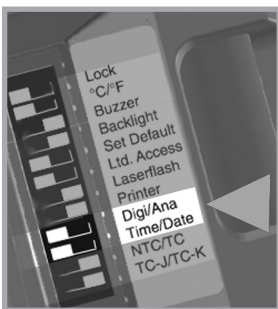 Lock
°C/°F
Buzzer
Backlight
Set Default
Ltd. Access
Laserflash
Printer
Digi/Ana
Time/Date
NTC/TC
TC-J/TC-K